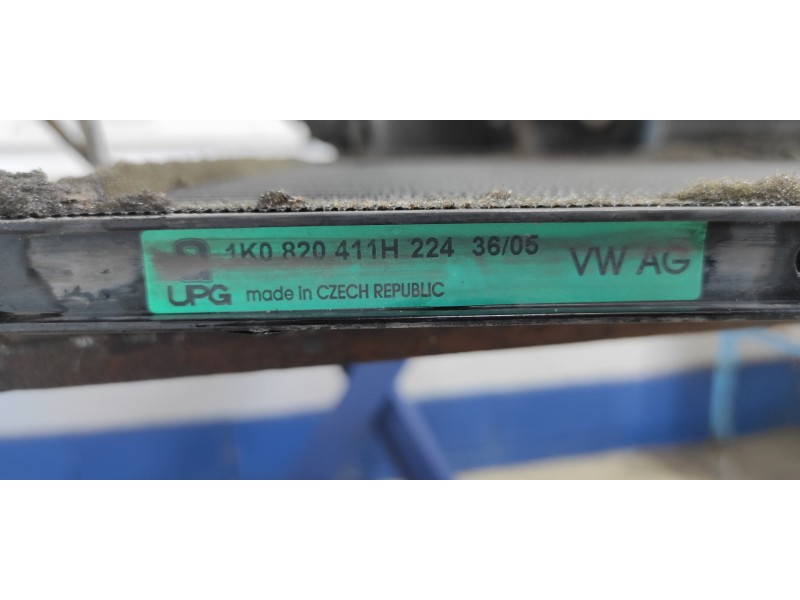 1K0 820 411H 224 36/05
VW AG
UPG made in CZECH REPUBLIC